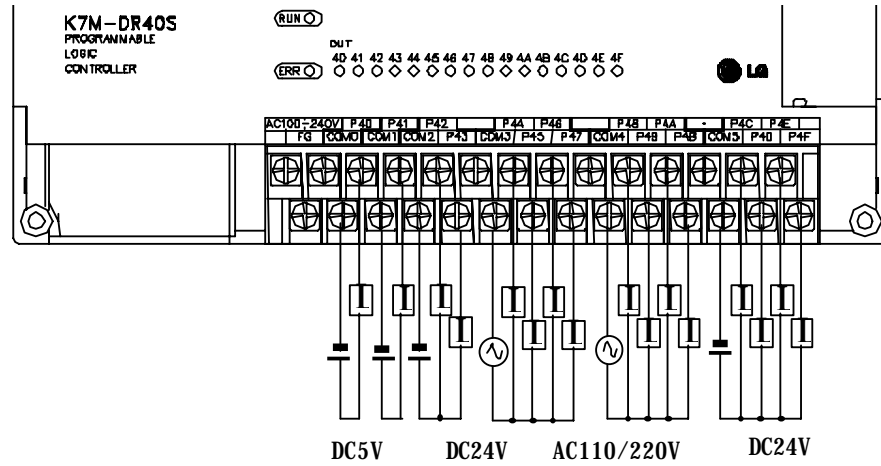 K7M-DR40S
PROGRAMMABLE
LOGIC
CONTROLLER
RUN
OUT
40 41 42 43 44 45 46 47 48 49 4A 4B 4C 4D 4E 4F
ERR
LG
AC100-240V P40 P41 P42 P44 P46 P48 P4A - P4C P4E
FG COM0 COM1 COM2 P43 COM3 P45 P47 COM4 P49 P4B COM5 P4D P4F
L L L L L L L L
L L L L L L L
DC5V DC24V AC110/220V DC24V